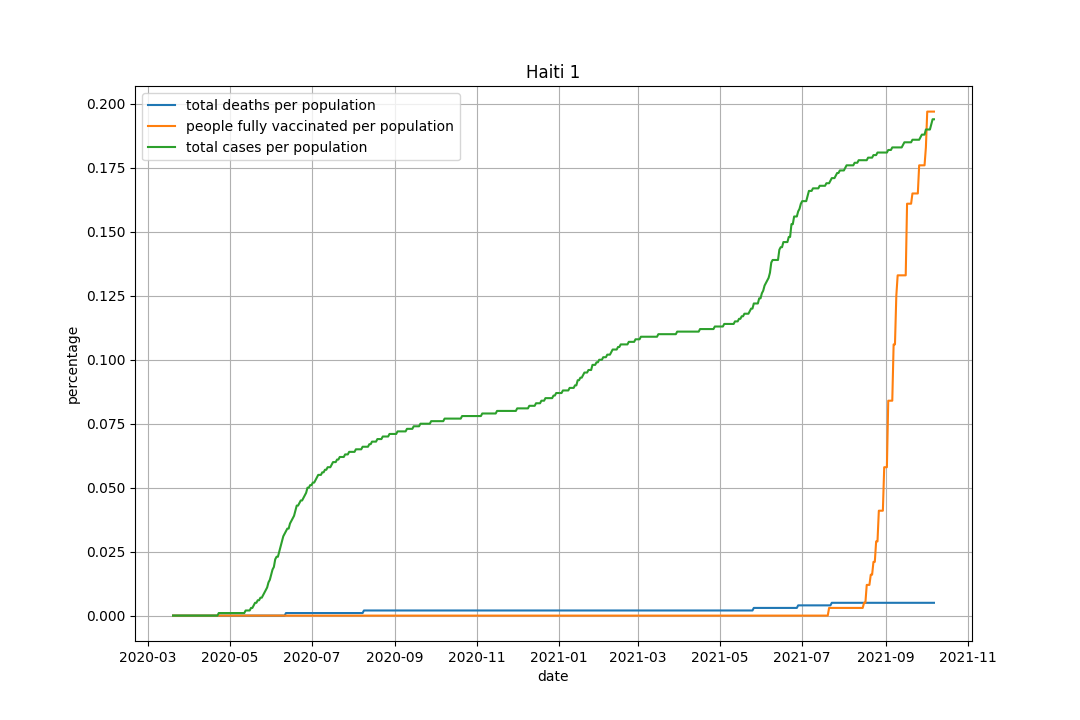 Haiti 1
total deaths per population
people fully vaccinated per population
total cases per population
0.200
0.175
0.150
0.125
0.100
0.075
0.050
0.025
0.000
percentage
2020-03 2020-05 2020-07 2020-09 2020-11 2021-01 2021-03 2021-05 2021-07 2021-09 2021-11
date